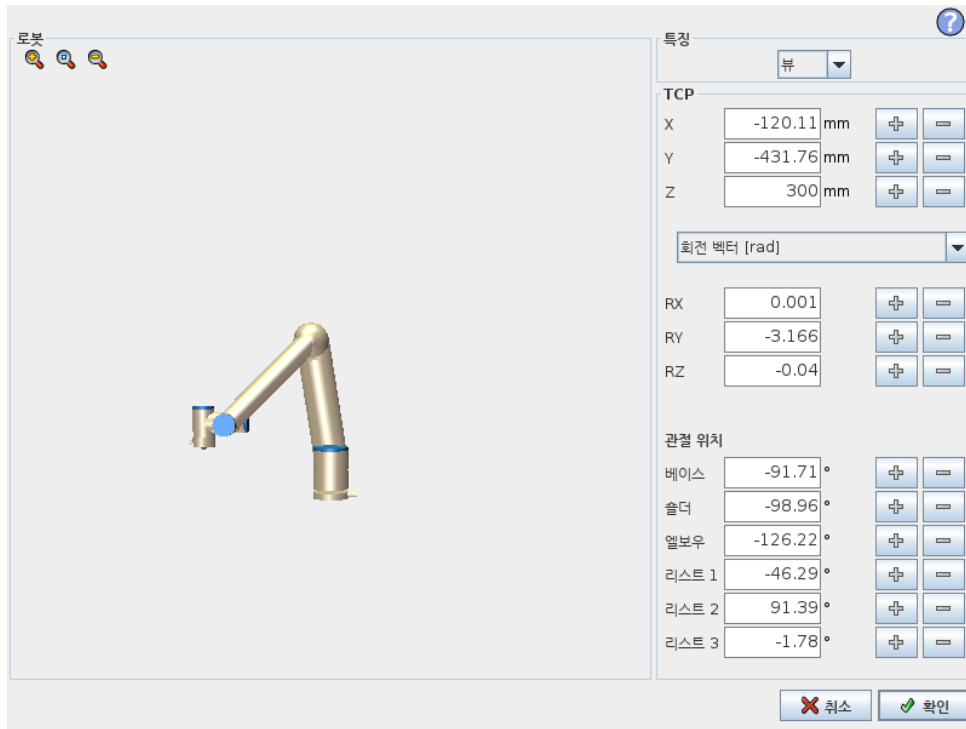 ?
로봇
특징
뷰
TCP
X -120.11 mm
Y -431.76 mm
Z 300 mm
회전 벡터 [rad]
RX 0.001
RY -3.166
RZ -0.04
관절 위치
베이스 -91.71 °
숄더 -98.96 °
엘보우 -126.22 °
리스트 1 -46.29 °
리스트 2 91.39 °
리스트 3 -1.78 °
취소 확인